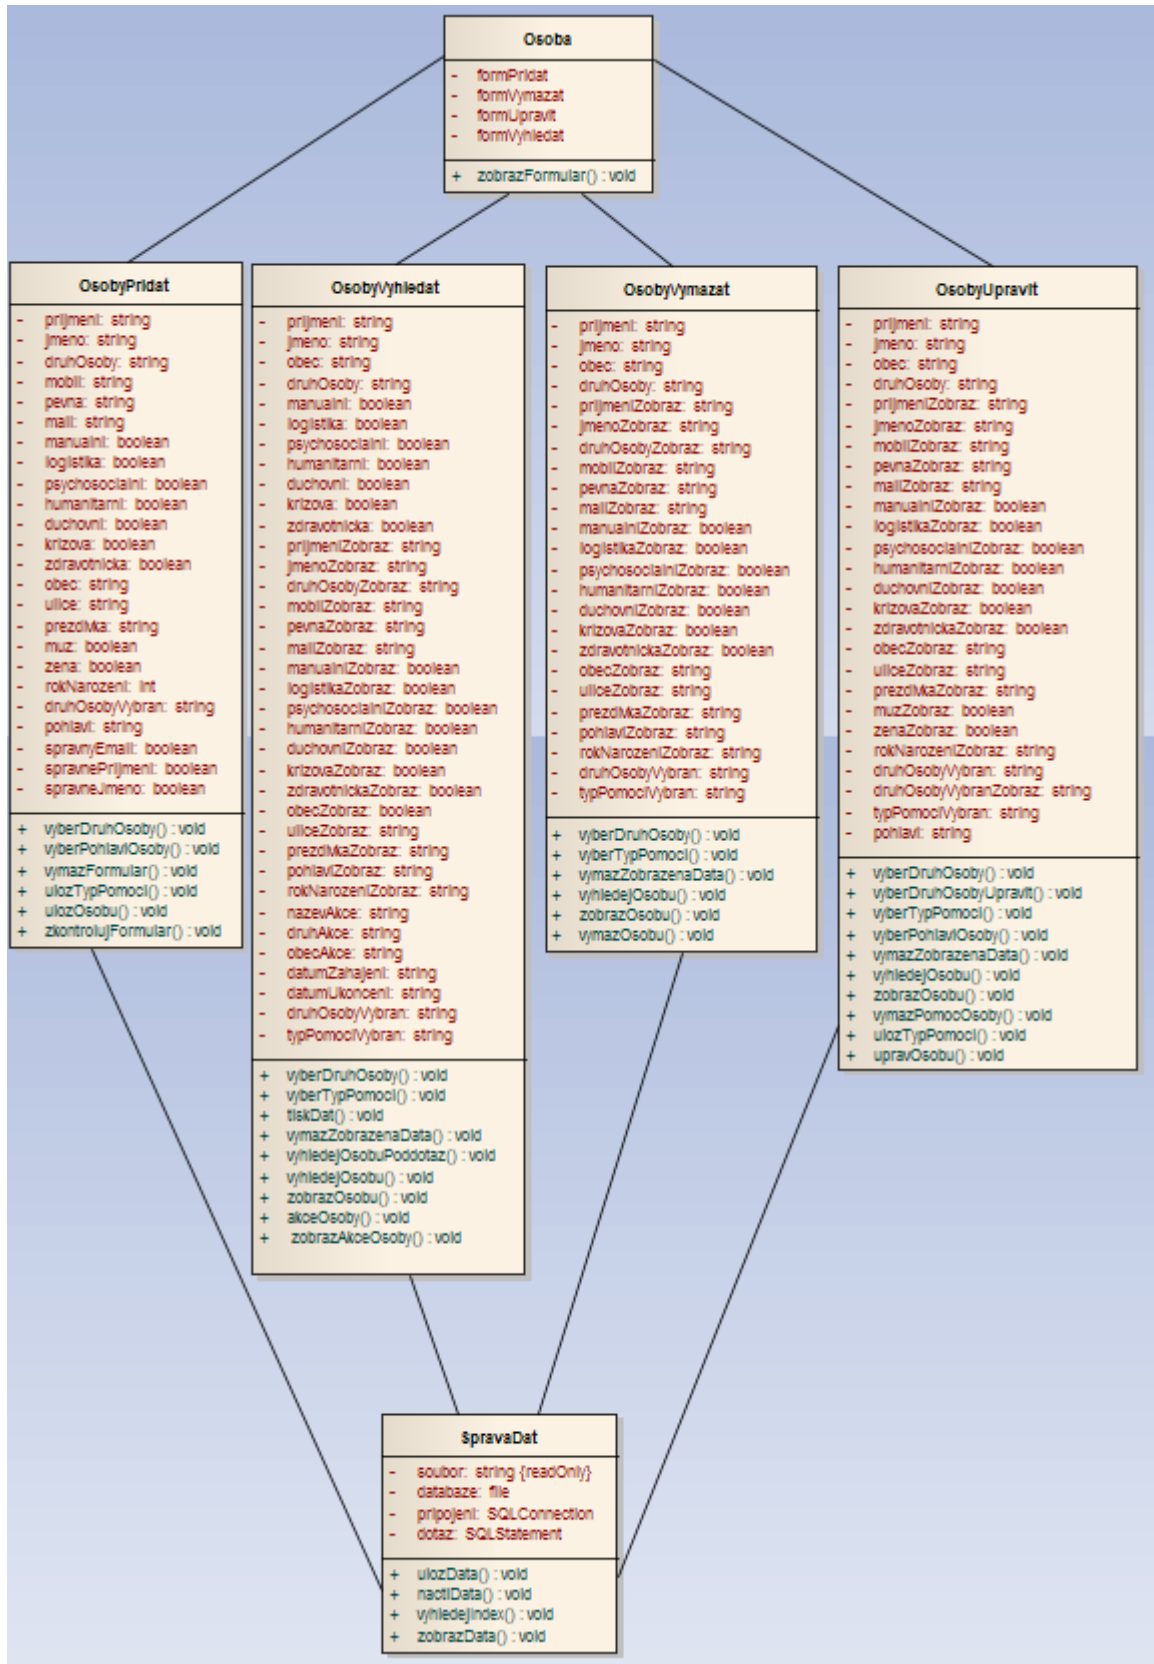 Osoba
- formPridat
- formVymazat
- formUpravit
- formVyhledat
+ zobrazFormular() : void
OsobyPridat
- prijmeni: string
- jmeno: string
- druhOsoby: string
- mobil: string
- pevna: string
- mail: string
- manualni: boolean
- logistika: boolean
- psychosocialni: boolean
- humanitarni: boolean
- duchovni: boolean
- krizova: boolean
- zdravotnicka: boolean
- obec: string
- ulice: string
- prezdivka: string
- muz: boolean
- zena: boolean
- rokNarozeni: int
- druhOsobyVybran: string
- pohlavi: string
- spravnyEmail: boolean
- spravnePrijmeni: boolean
- spravneJmeno: boolean
+ vyberDruhOsoby() : void
+ vyberPohlaviOsoby() : void
+ vymazFormular() : void
+ ulozTypPomoci() : void
+ ulozOsobu() : void
+ zkontrolujFormular() : void
OsobyVyhledat
- prijmeni: string
- jmeno: string
- obec: string
- druhOsoby: string
- manualni: boolean
- logistika: boolean
- psychosocialni: boolean
- humanitarni: boolean
- duchovni: boolean
- krizova: boolean
- zdravotnicka: boolean
- prijmeniZobraz: string
- jmenoZobraz: string
- druhOsobyZobraz: string
- mobilZobraz: string
- pevnaZobraz: string
- mailZobraz: string
- manualniZobraz: boolean
- logistikaZobraz: boolean
- psychosocialniZobraz: boolean
- humanitarniZobraz: boolean
- duchovniZobraz: boolean
- krizovaZobraz: boolean
- zdravotnickaZobraz: boolean
- obecZobraz: boolean
- uliceZobraz: string
- prezdivkaZobraz: string
- pohlaviZobraz: string
- rokNarozeniZobraz: string
- nazevAkce: string
- druhAkce: string
- obecAkce: string
- datumZahajeni: string
- datumUkonceni: string
- druhOsobyVybran: string
- typPomociVybran: string
+ vyberDruhOsoby() : void
+ vyberTypPomoci() : void
+ tiskDat() : void
+ vymazZobrazenaData() : void
+ vyhledejOsobuPoddotaz() : void
+ vyhledejOsobu() : void
+ zobrazOsobu() : void
+ akceOsoby() : void
+ zobrazAkceOsoby() : void
OsobyVymazat
- prijmeni: string
- jmeno: string
- obec: string
- druhOsoby: string
- prijmeniZobraz: string
- jmenoZobraz: string
- druhOsobyZobraz: string
- mobilZobraz: string
- pevnaZobraz: string
- mailZobraz: string
- manualniZobraz: boolean
- logistikaZobraz: boolean
- psychosocialniZobraz: boolean
- humanitarniZobraz: boolean
- duchovniZobraz: boolean
- krizovaZobraz: boolean
- zdravotnickaZobraz: boolean
- obecZobraz: string
- uliceZobraz: string
- prezdivkaZobraz: string
- pohlaviZobraz: string
- rokNarozeniZobraz: string
- druhOsobyVybran: string
- typPomociVybran: string
+ vyberDruhOsoby() : void
+ vyberTypPomoci() : void
+ vymazZobrazenaData() : void
+ vyhledejOsobu() : void
+ zobrazOsobu() : void
+ vymazOsobu() : void
OsobyUpravit
- prijmeni: string
- jmeno: string
- obec: string
- druhOsoby: string
- prijmeniZobraz: string
- jmenoZobraz: string
- mobilZobraz: string
- pevnaZobraz: string
- mailZobraz: string
- manualniZobraz: boolean
- logistikaZobraz: boolean
- psychosocialniZobraz: boolean
- humanitarniZobraz: boolean
- duchovniZobraz: boolean
- krizovaZobraz: boolean
- zdravotnickaZobraz: boolean
- obecZobraz: string
- uliceZobraz: string
- prezdivkaZobraz: string
- muzZobraz: boolean
- zenaZobraz: boolean
- rokNarozeniZobraz: string
- druhOsobyVybran: string
- druhOsobyVybranZobraz: string
- typPomociVybran: string
- pohlavi: string
+ vyberDruhOsoby() : void
+ vyberDruhOsobyUpravit() : void
+ vyberTypPomoci() : void
+ vyberPohlaviOsoby() : void
+ vymazZobrazenaData() : void
+ vyhledejOsobu() : void
+ zobrazOsobu() : void
+ vymazPomocOsoby() : void
+ ulozTypPomoci() : void
+ upravOsobu() : void
SpravaDat
- soubor: string {readOnly}
- databaze: file
- pripojeni: SQLConnection
- dotaz: SQLStatement
+ ulozData() : void
+ nactiData() : void
+ vyhledejIndex() : void
+ zobrazData() : void